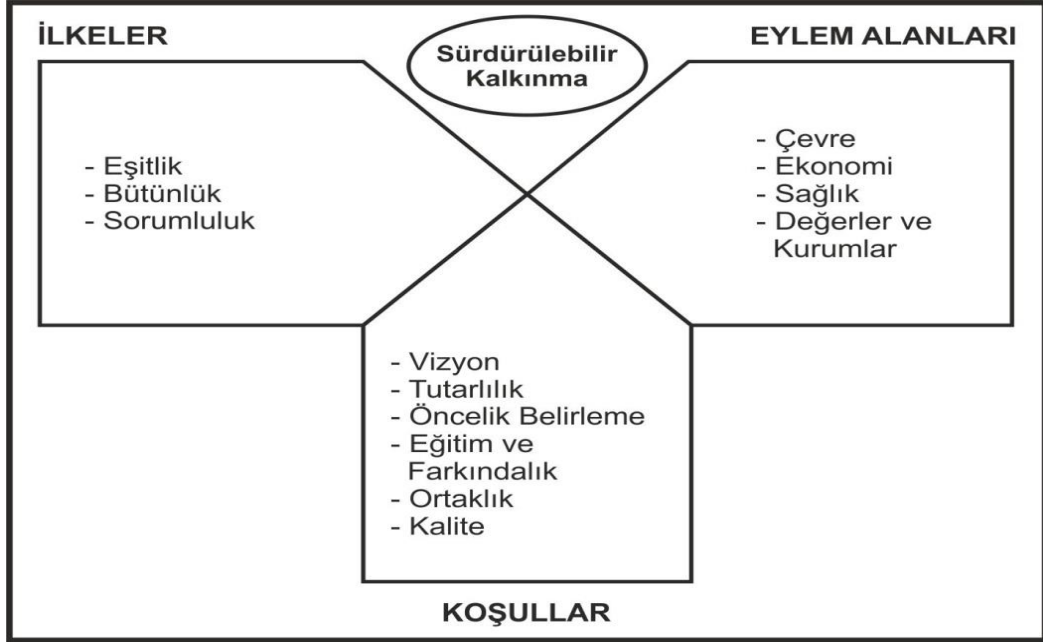 İLKELER
Sürdürülebilir
Kalkınma
EYLEM ALANLARI
- Eşitlik
- Bütünlük
- Sorumluluk
- Çevre
- Ekonomi
- Sağlık
- Değerler ve
Kurumlar
- Vizyon
- Tutarlılık
- Öncelik Belirleme
- Eğitim ve
Farkındalık
- Ortaklık
- Kalite
KOŞULLAR